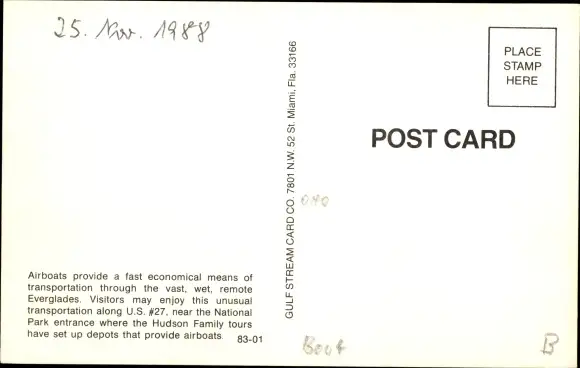 25. Nov. 1988
PLACE
STAMP
HERE
POST CARD
GULF STREAM CARD CO. 7801 N.W. 52 St. Miami, Fla. 33166
Airboats provide a fast economical means of
transportation through the vast, wet, remote
Everglades. Visitors may enjoy this unusual
transportation along U.S. #27, near the National
Park entrance where the Hudson Family tours
have set up depots that provide airboats.
83-01
Boot
B